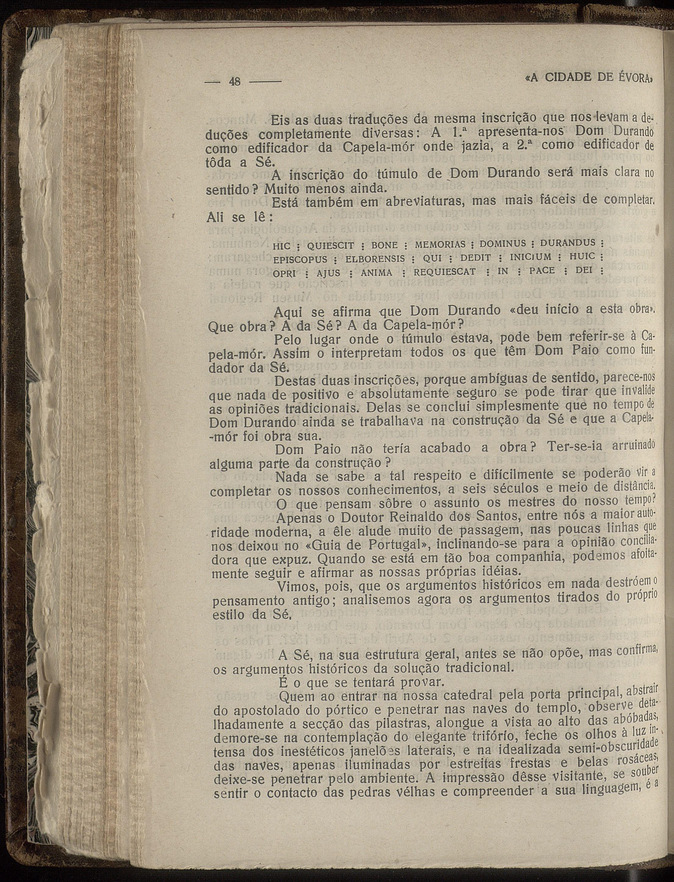 — 48 —
«A CIDADE DE ÉVORA»
Eis as duas traduções da mesma inscrição que nos levam a de-
duções completamente diversas: A 1.ª apresenta-nos Dom Durando
como edificador da Capela-mór onde jazia, a 2.ª como edificador de
tôda a Sé.
A inscrição do túmulo de Dom Durando será mais clara no
sentido? Muito menos ainda.
Está também em abreviaturas, mas mais fáceis de completar.
Ali se lê:
HIC ⁝ QUIESCIT ⁝ BONE ⁝ MEMORIAS ⁝ DOMINUS ⁝ DURANDUS ⁝
EPISCOPUS ⁝ ELBORENSIS ⁝ QUI ⁝ DEDIT ⁝ INICIUM ⁝ HUIC ⁝
OPRI ⁝ AJUS ⁝ ANIMA ⁝ REQUIESCAT ⁝ IN ⁝ PACE ⁝ DEI ⁝
Aqui se afirma que Dom Durando «deu início a esta obra».
Que obra? A da Sé? A da Capela-mór?
Pelo lugar onde o túmulo estava, pode bem referir-se à Ca-
pela-mór. Assim o interpretam todos os que têm Dom Paio como fun-
dador da Sé.
Destas duas inscrições, porque ambíguas de sentido, parece-nos
que nada de positivo e absolutamente seguro se pode tirar que invalide
as opiniões tradicionais. Delas se conclui simplesmente que no tempo de
Dom Durando ainda se trabalhava na construção da Sé e que a Capela-
-mór foi obra sua.
Dom Paio não teria acabado a obra? Ter-se-ia arruinado
alguma parte da construção?
Nada se sabe a tal respeito e dificilmente se poderão vir a
completar os nossos conhecimentos, a seis séculos e meio de distância.
O que pensam sôbre o assunto os mestres do nosso tempo?
Apenas o Doutor Reinaldo dos Santos, entre nós a maior auto-
ridade moderna, a êle alude muito de passagem, nas poucas linhas que
nos deixou no «Guia de Portugal», inclinando-se para a opinião concilia-
dora que expuz. Quando se está em tão boa companhia, podemos afoita-
mente seguir e afirmar as nossas próprias idéias.
Vimos, pois, que os argumentos históricos em nada destróem o
pensamento antigo; analisemos agora os argumentos tirados do próprio
estilo da Sé.
A Sé, na sua estrutura geral, antes se não opõe, mas confirma,
os argumentos históricos da solução tradicional.
É o que se tentará provar.
Quem ao entrar na nossa catedral pela porta principal, abstrair
do apostolado do pórtico e penetrar nas naves do templo, observe deta-
lhadamente a secção das pilastras, alongue a vista ao alto das abóbadas,
demore-se na contemplação do elegante trifório, feche os olhos à luz in-
tensa dos inestéticos janelões laterais, e na idealizada semi-obscuridade
das naves, apenas iluminadas por estreitas frestas e belas rosáceas,
deixe-se penetrar pelo ambiente. A impressão dêsse visitante, se souber
sentir o contacto das pedras vélhas e compreender a sua linguagem, é a